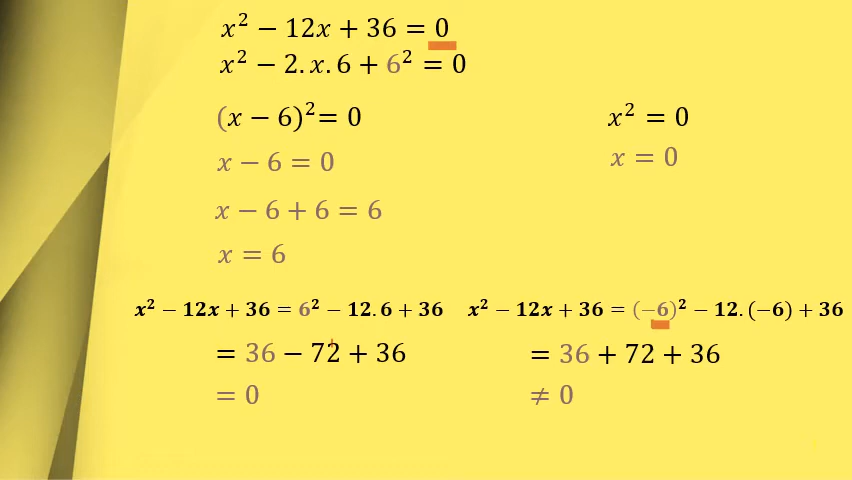 x² − 12x + 36 = 0
x² − 2. x. 6 + 6² = 0
(x − 6)² = 0
x² = 0
x − 6 = 0
x = 0
x − 6 + 6 = 6
x = 6
x² − 12x + 36 = 6² − 12. 6 + 36
x² − 12x + 36 = (−6)² − 12. (−6) + 36
= 36 − 72 + 36
= 36 + 72 + 36
= 0
≠ 0